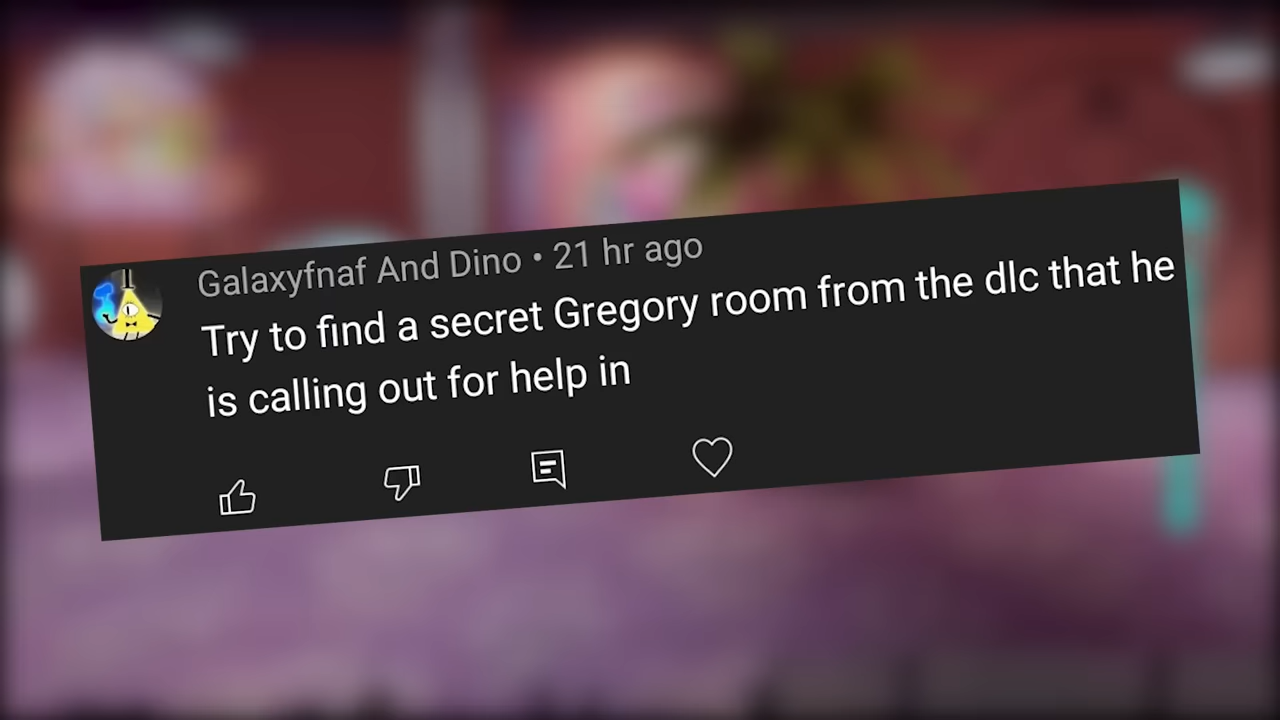 Galaxyfnaf And Dino • 21 hr ago
Try to find a secret Gregory room from the dlc that he
is calling out for help in